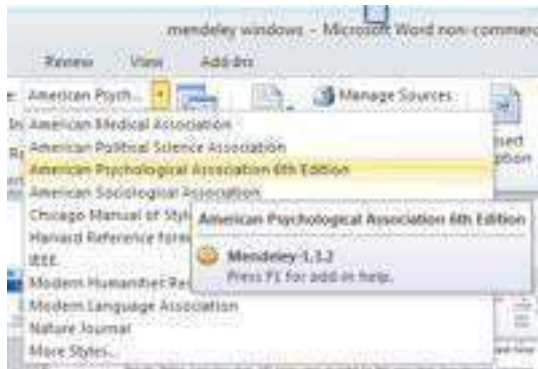 mendeley windows - Microsoft Word non-commerc
Review View Add-Ins
American Psych... Manage Sources
American Medical Association
American Political Science Association
American Psychological Association 6th Edition
American Sociological Association
Chicago Manual of Styl
American Psychological Association 6th Edition
Harvard Reference form
IEEE
Mendeley-1.3.2
Press F1 for add-in help.
Modern Humanities Re
Modern Language Association
Nature Journal
More Styles...